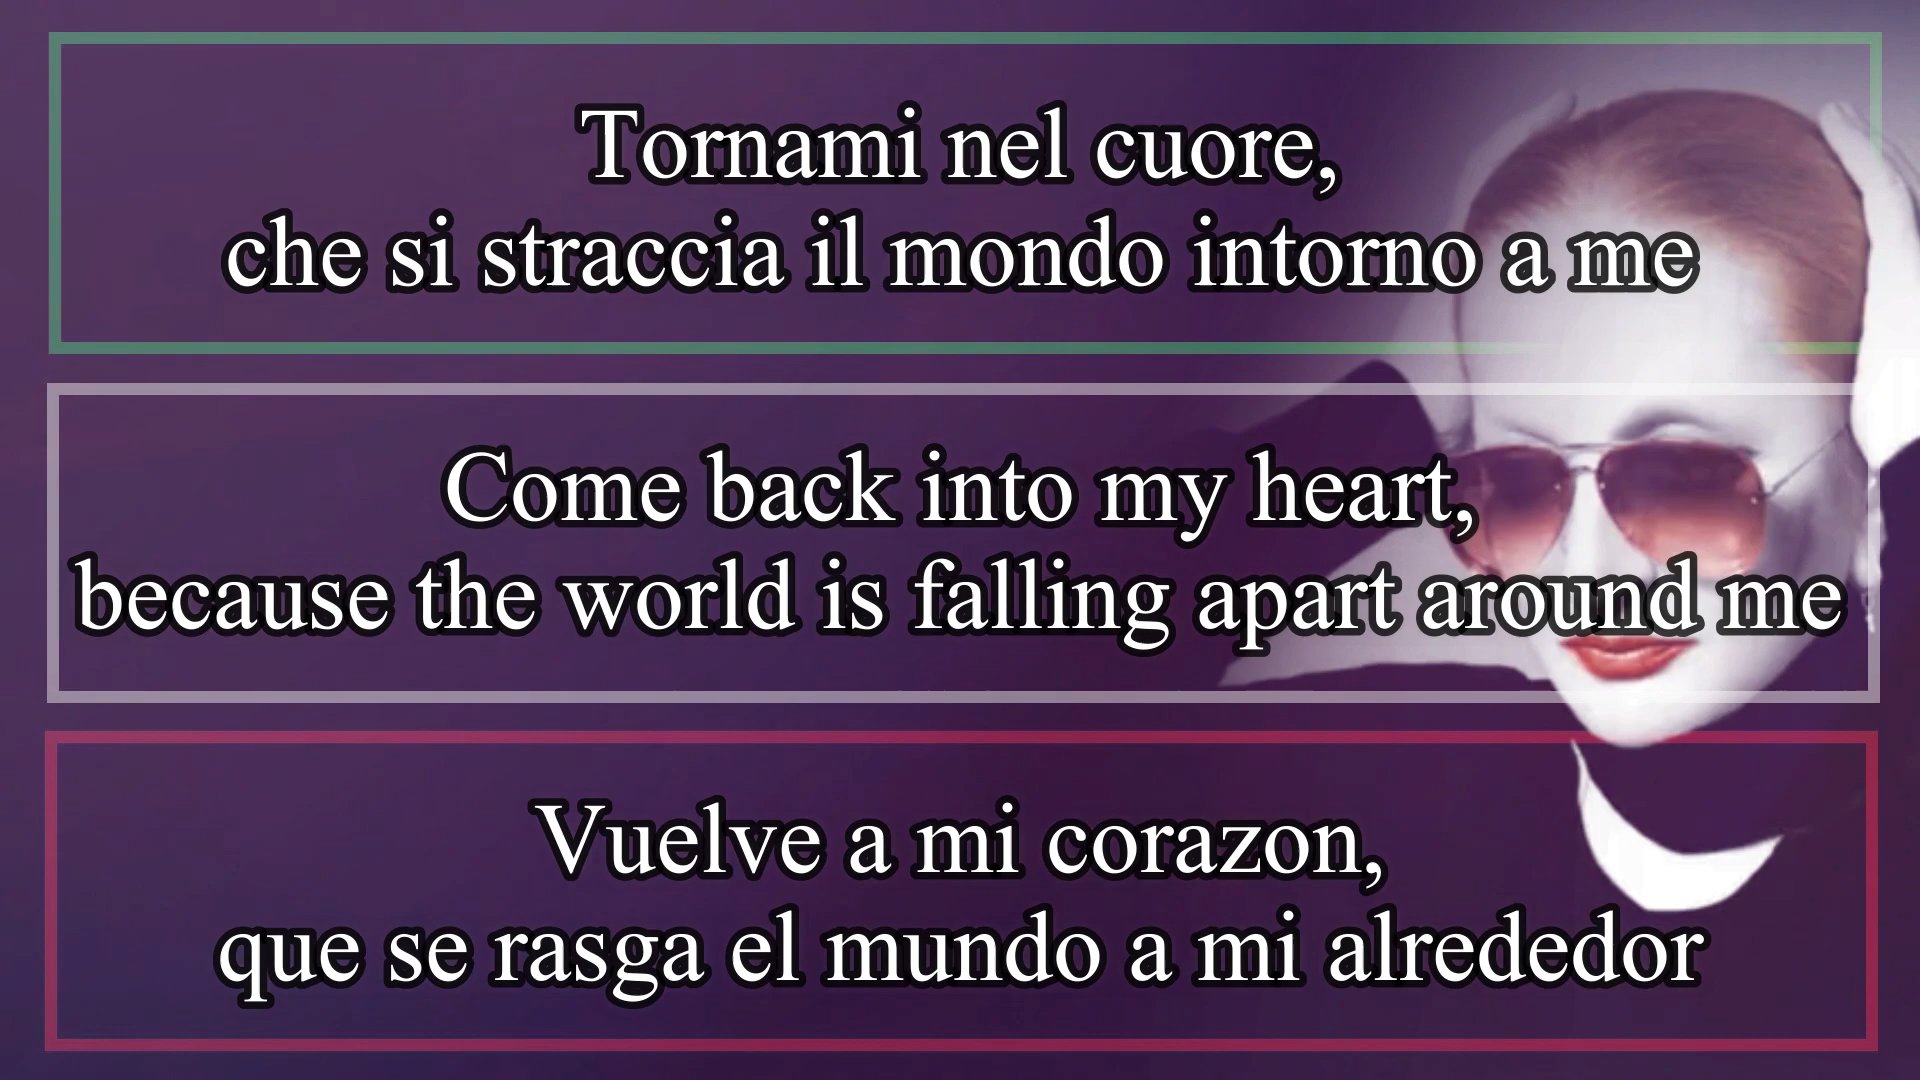 Tornami nel cuore,
che si straccia il mondo intorno a me
Come back into my heart,
because the world is falling apart around me
Vuelve a mi corazon,
que se rasga el mundo a mi alrededor